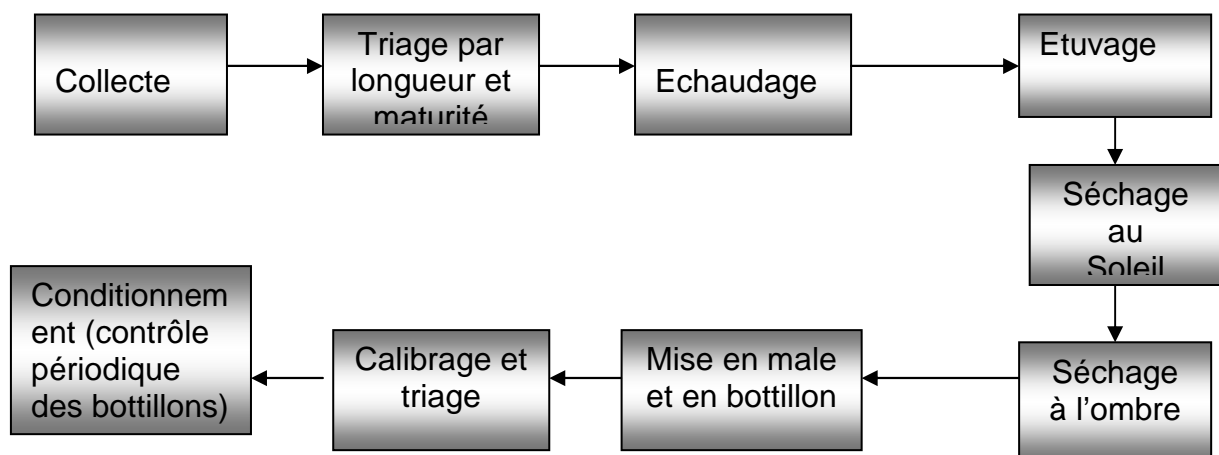 Collecte
Triage par
longueur et
maturité
Echaudage
Etuvage
Séchage
au
Soleil
Séchage
à l’ombre
Mise en male
et en bottillon
Calibrage et
triage
Conditionnem
ent (contrôle
périodique
des bottillons)